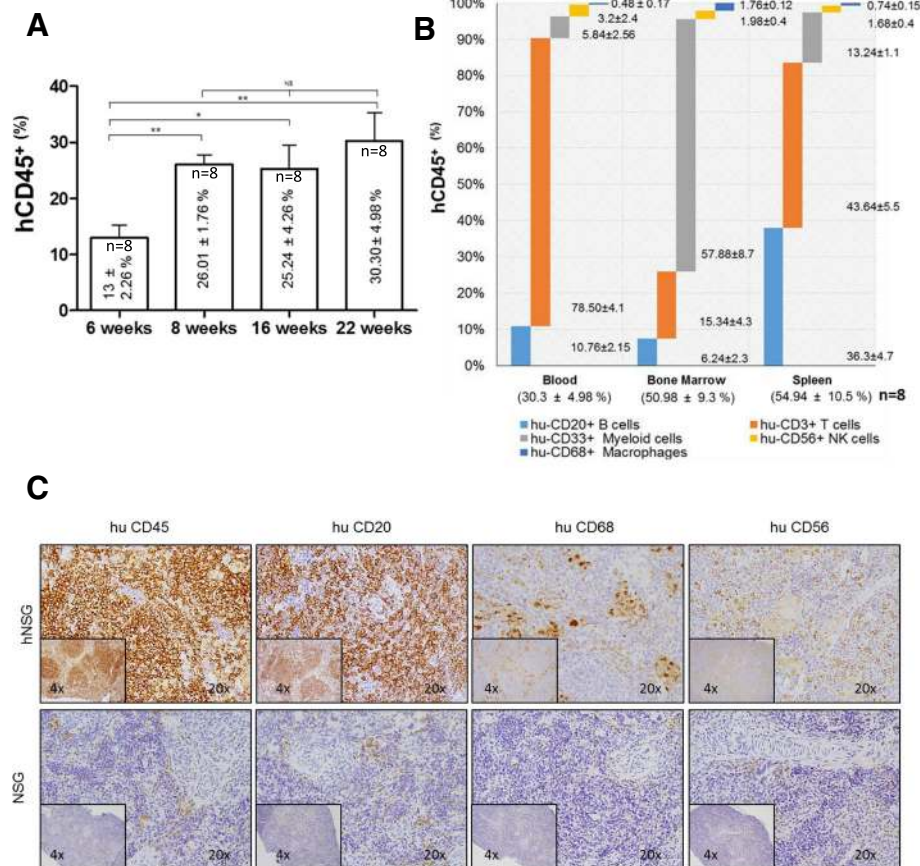 A
hCD45+ (%)
40
30
20
10
0
NS
**
*
**
n=8
n=8
n=8
n=8
13 ±
2.26 %
26.01 ± 1.76 %
25.24 ± 4.26 %
30.30 ± 4.98 %
6 weeks 8 weeks 16 weeks 22 weeks
B
hCD45+ (%)
100%
90%
80%
70%
60%
50%
40%
30%
20%
10%
0%
0.48 ± 0.17
3.2±2.4
5.84±2.56
78.50±4.1
10.76±2.15
1.76±0.12
1.98±0.4
57.88±8.7
15.34±4.3
6.24±2.3
0.74±0.15
1.68±0.4
13.24±1.1
43.64±5.5
36.3±4.7
Blood Bone Marrow Spleen
(30.3 ± 4.98 %) (50.98 ± 9.3 %) (54.94 ± 10.5 %) n=8
hu-CD20+ B cells hu-CD3+ T cells
hu-CD33+ Myeloid cells hu-CD56+ NK cells
hu-CD68+ Macrophages
C
hu CD45 hu CD20 hu CD68 hu CD56
hNSG
4x 20x 4x 20x 4x 20x 4x 20x
NSG
4x 20x 4x 20x 4x 20x 4x 20x